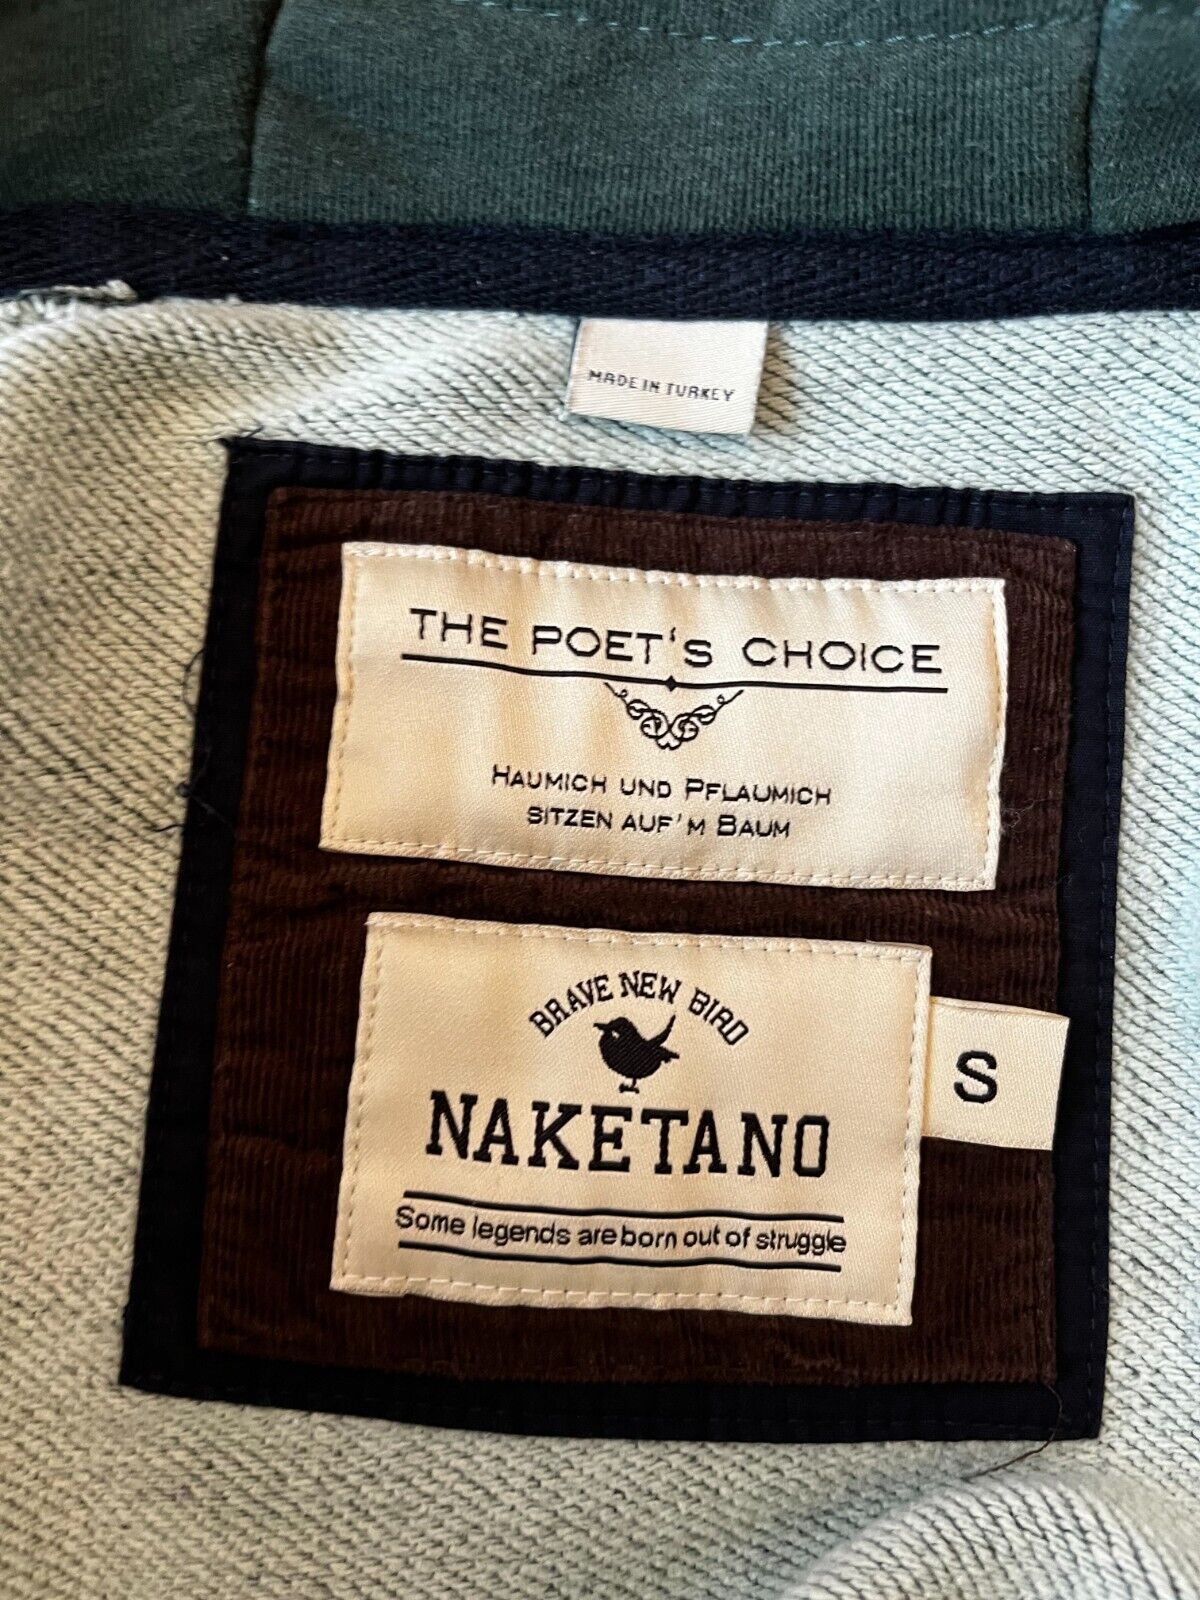 MADE IN TURKEY
THE POET'S CHOICE
HAUMICH UND PFLAUMICH
SITZEN AUF'M BAUM
BRAVE NEW BIRD
NAKETANO
S
Some legends are born out of struggle